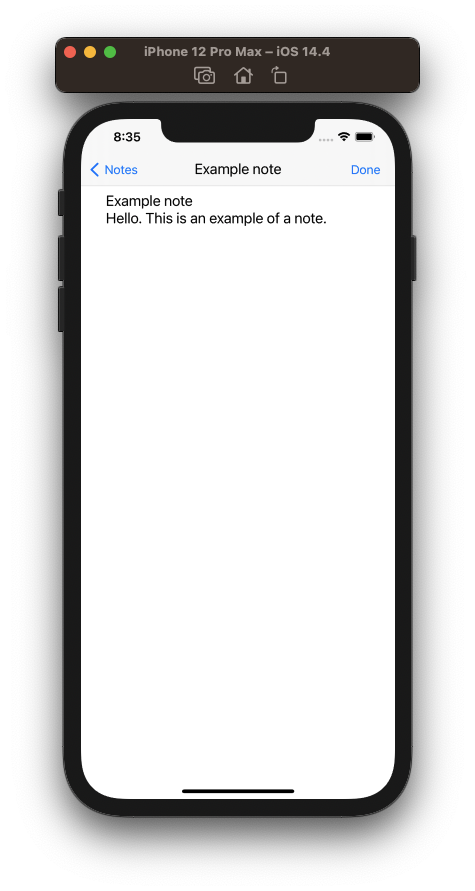 iPhone 12 Pro Max – iOS 14.4
8:35
Notes Example note Done
Example note
Hello. This is an example of a note.